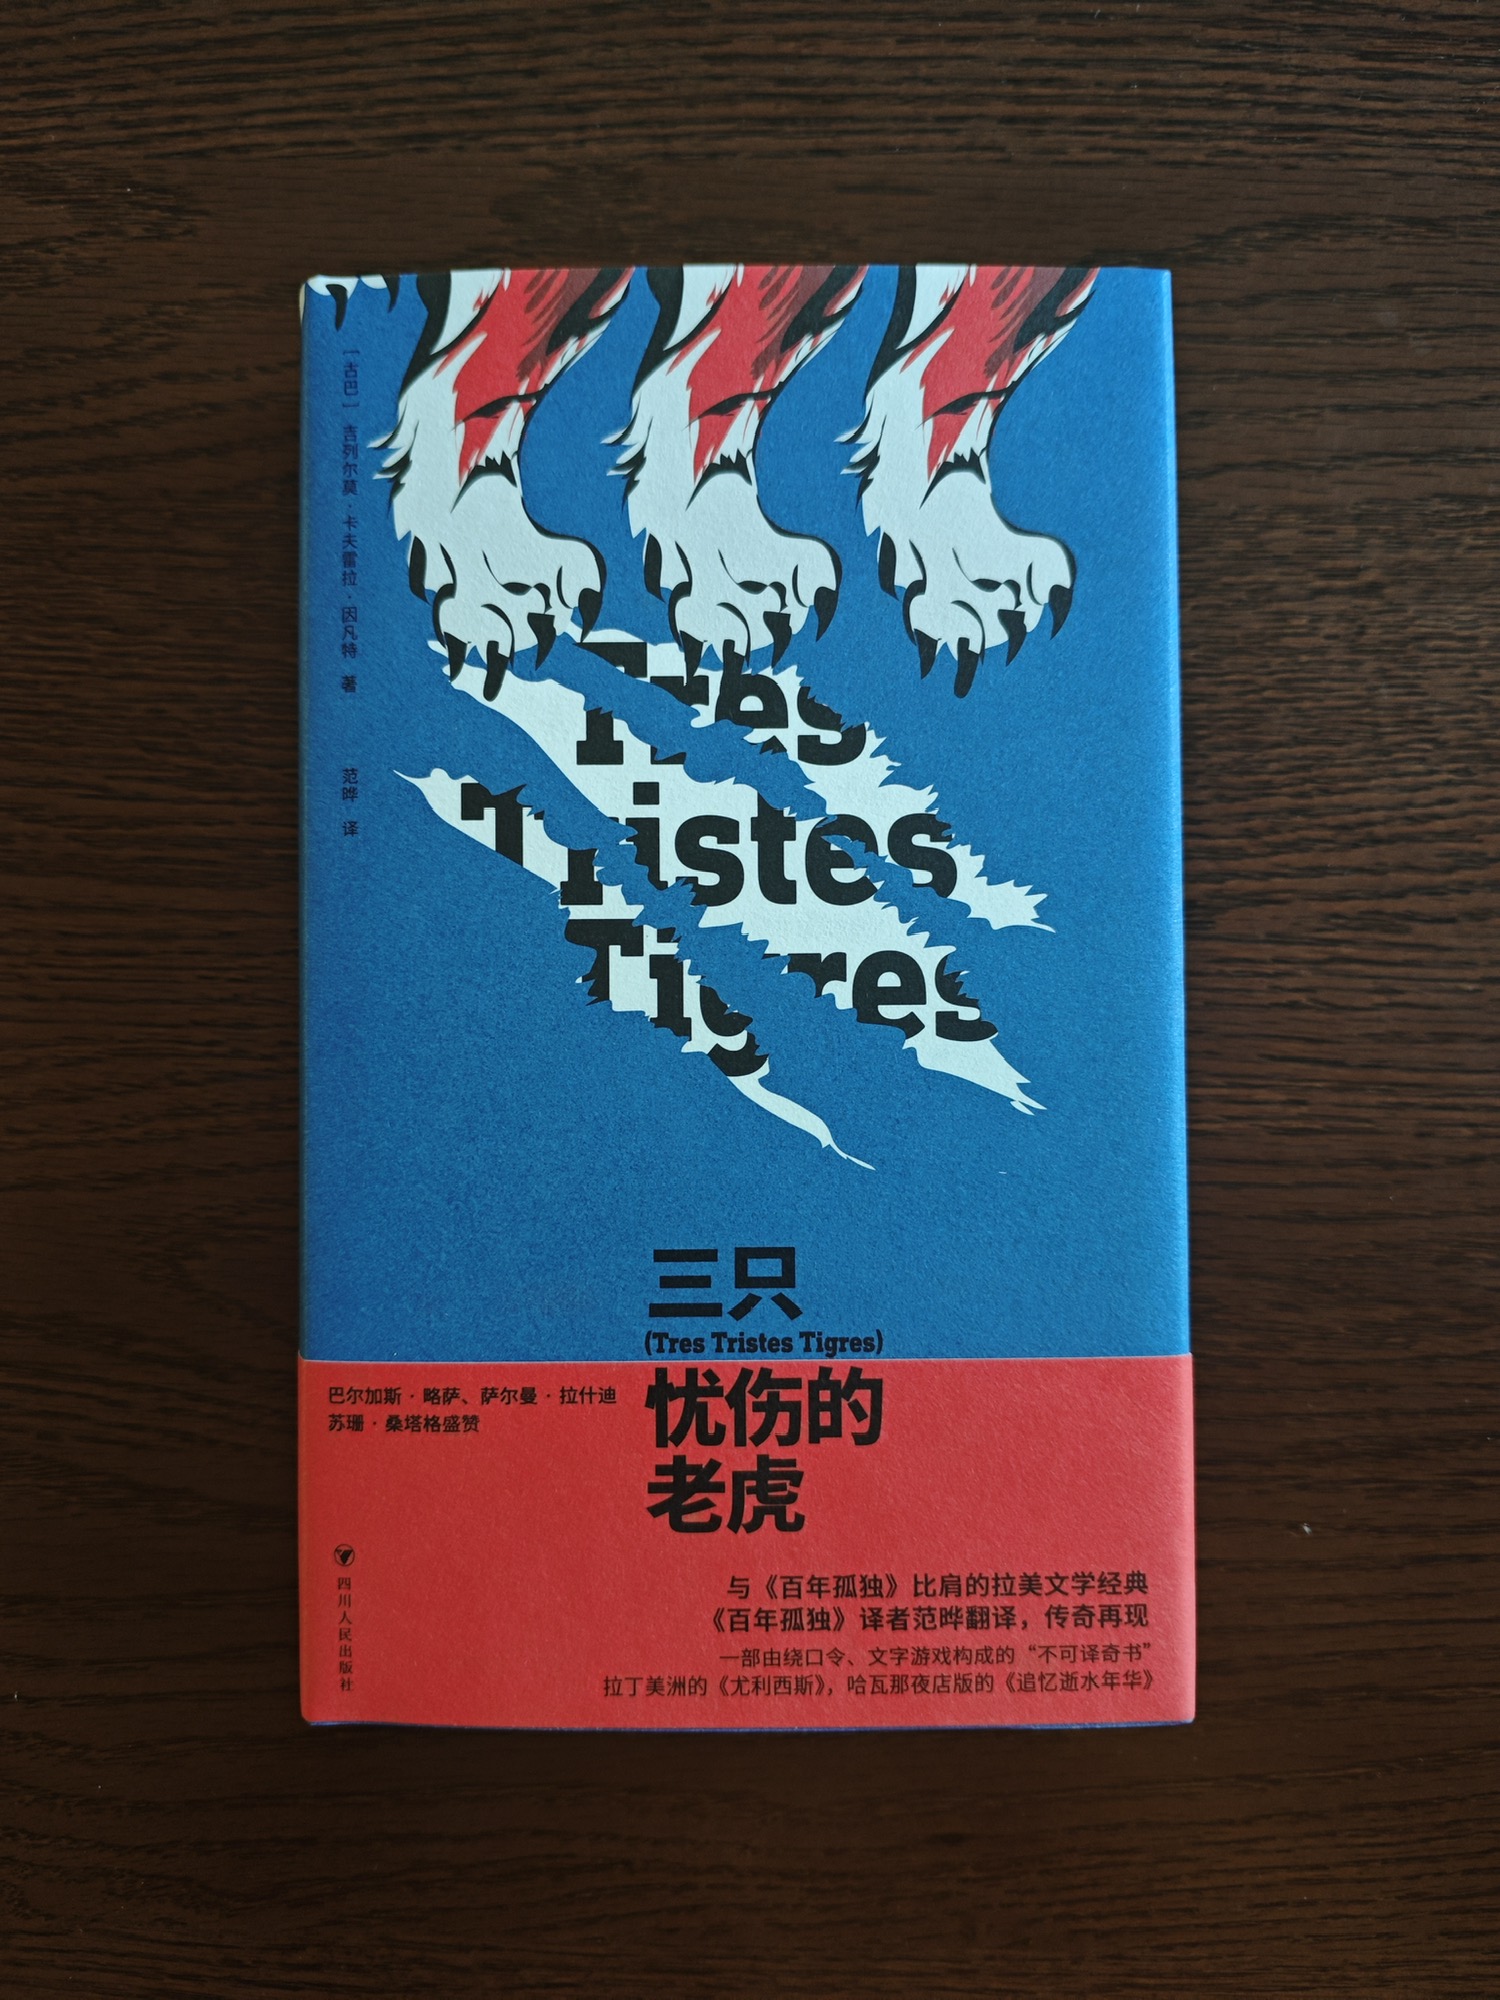 [古巴] 吉列尔莫·卡夫雷拉·因凡特 著
范晔 译
Tres
Tristes
Tigres
三只
(Tres Tristes Tigres)
忧伤的
老虎
巴尔加斯·略萨、萨尔曼·拉什迪
苏珊·桑塔格盛赞
与《百年孤独》比肩的拉美文学经典
《百年孤独》译者范晔翻译，传奇再现
一部由绕口令、文字游戏构成的“不可译奇书”
拉丁美洲的《尤利西斯》，哈瓦那夜店版的《追忆逝水年华》
四川人民出版社